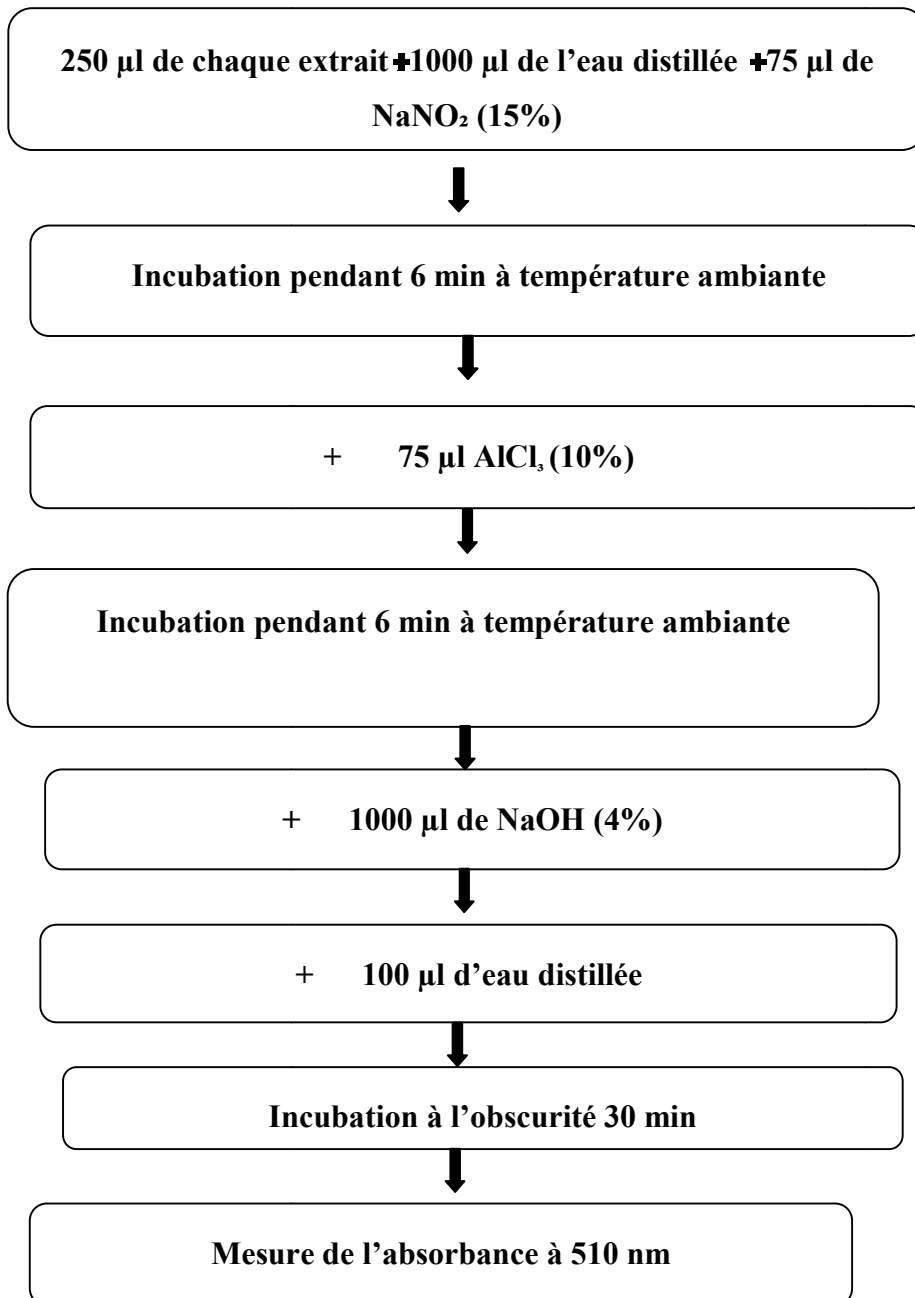 250 µl de chaque extrait +1000 µl de l’eau distillée +75 µl de
NaNO₂ (15%)
Incubation pendant 6 min à température ambiante
+ 75 µl AlCl₃ (10%)
Incubation pendant 6 min à température ambiante
+ 1000 µl de NaOH (4%)
+ 100 µl d’eau distillée
Incubation à l’obscurité 30 min
Mesure de l’absorbance à 510 nm